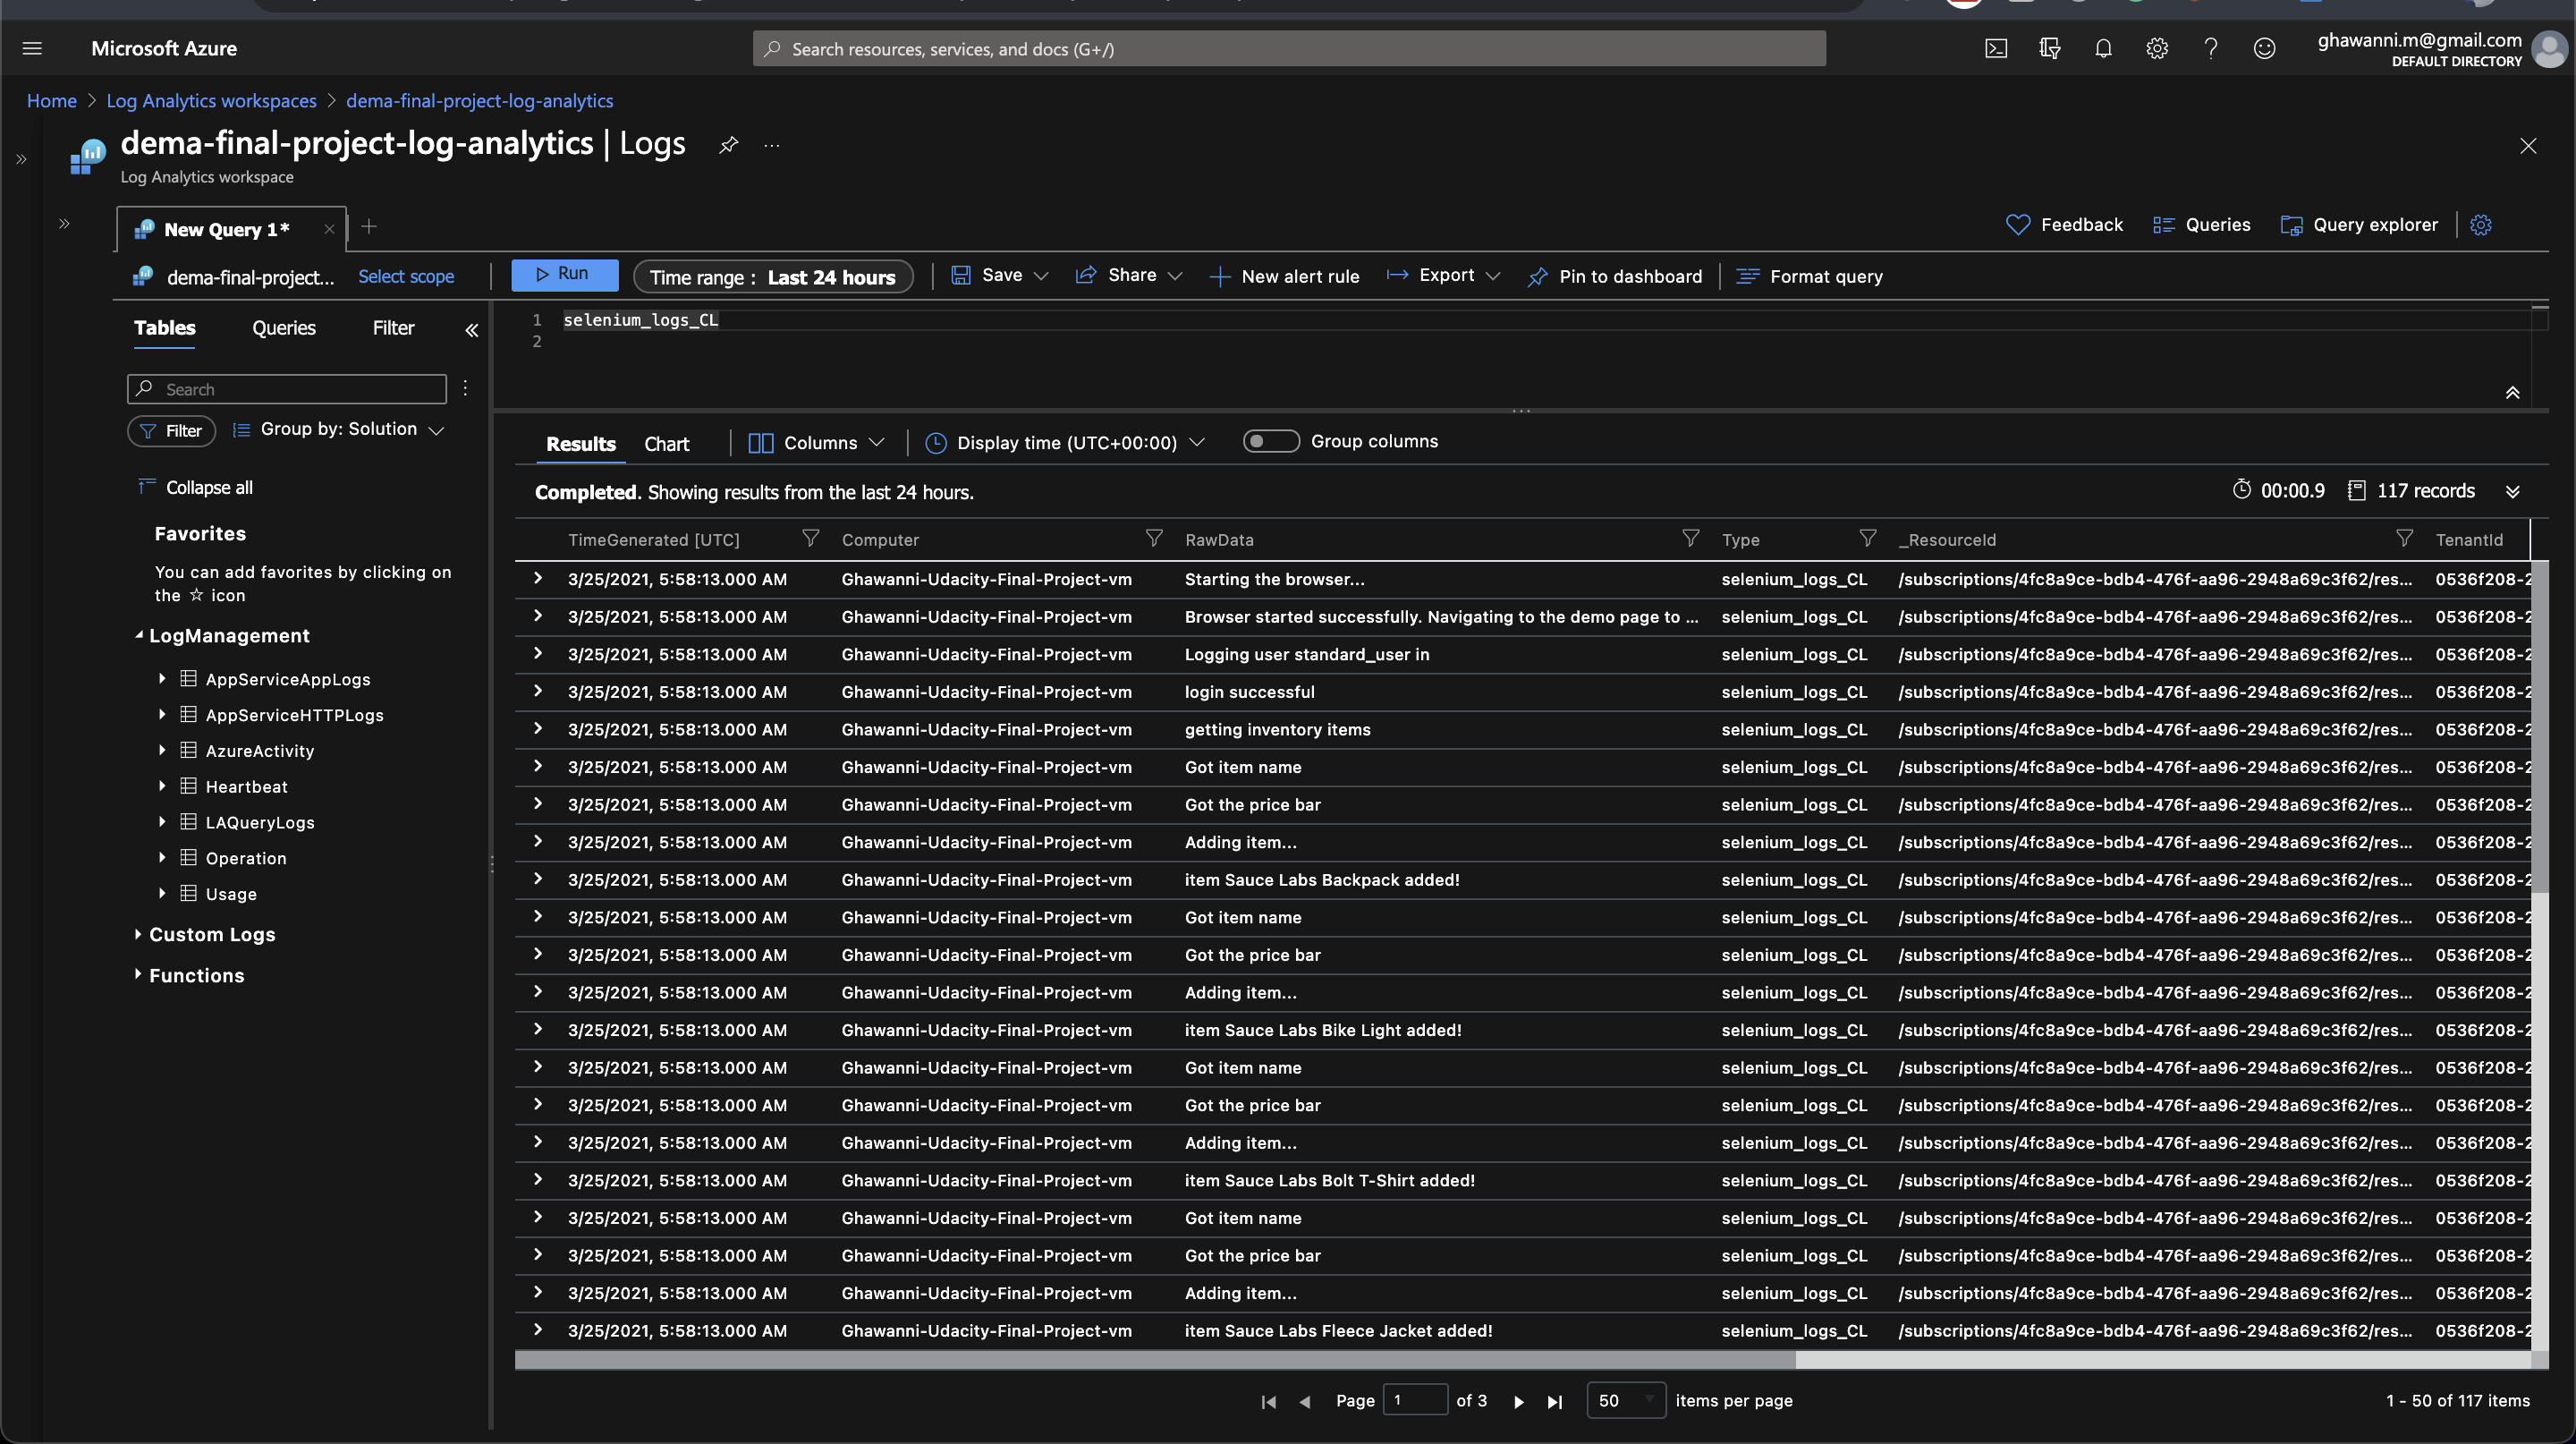 Microsoft Azure
Search resources, services, and docs (G+/)
ghawanni.m@gmail.com
DEFAULT DIRECTORY
Home > Log Analytics workspaces > dema-final-project-log-analytics
dema-final-project-log-analytics | Logs
Log Analytics workspace
New Query 1*
Feedback Queries Query explorer
dema-final-project... Select scope Run Time range : Last 24 hours Save Share New alert rule Export Pin to dashboard Format query
Tables Queries Filter
1 selenium_logs_CL
2
Search
Filter Group by: Solution
Collapse all
Favorites
You can add favorites by clicking on
the ☆ icon
LogManagement
AppServiceAppLogs
AppServiceHTTPLogs
AzureActivity
Heartbeat
LAQueryLogs
Operation
Usage
Custom Logs
Functions
Results Chart Columns Display time (UTC+00:00) Group columns
Completed. Showing results from the last 24 hours. 00:00.9 117 records
TimeGenerated [UTC] Computer RawData Type _ResourceId TenantId
3/25/2021, 5:58:13.000 AM Ghawanni-Udacity-Final-Project-vm Starting the browser... selenium_logs_CL /subscriptions/4fc8a9ce-bdb4-476f-aa96-2948a69c3f62/res... 0536f208-2
3/25/2021, 5:58:13.000 AM Ghawanni-Udacity-Final-Project-vm Browser started successfully. Navigating to the demo page to ... selenium_logs_CL /subscriptions/4fc8a9ce-bdb4-476f-aa96-2948a69c3f62/res... 0536f208-2
3/25/2021, 5:58:13.000 AM Ghawanni-Udacity-Final-Project-vm Logging user standard_user in selenium_logs_CL /subscriptions/4fc8a9ce-bdb4-476f-aa96-2948a69c3f62/res... 0536f208-2
3/25/2021, 5:58:13.000 AM Ghawanni-Udacity-Final-Project-vm login successful selenium_logs_CL /subscriptions/4fc8a9ce-bdb4-476f-aa96-2948a69c3f62/res... 0536f208-2
3/25/2021, 5:58:13.000 AM Ghawanni-Udacity-Final-Project-vm getting inventory items selenium_logs_CL /subscriptions/4fc8a9ce-bdb4-476f-aa96-2948a69c3f62/res... 0536f208-2
3/25/2021, 5:58:13.000 AM Ghawanni-Udacity-Final-Project-vm Got item name selenium_logs_CL /subscriptions/4fc8a9ce-bdb4-476f-aa96-2948a69c3f62/res... 0536f208-2
3/25/2021, 5:58:13.000 AM Ghawanni-Udacity-Final-Project-vm Got the price bar selenium_logs_CL /subscriptions/4fc8a9ce-bdb4-476f-aa96-2948a69c3f62/res... 0536f208-2
3/25/2021, 5:58:13.000 AM Ghawanni-Udacity-Final-Project-vm Adding item... selenium_logs_CL /subscriptions/4fc8a9ce-bdb4-476f-aa96-2948a69c3f62/res... 0536f208-2
3/25/2021, 5:58:13.000 AM Ghawanni-Udacity-Final-Project-vm item Sauce Labs Backpack added! selenium_logs_CL /subscriptions/4fc8a9ce-bdb4-476f-aa96-2948a69c3f62/res... 0536f208-2
3/25/2021, 5:58:13.000 AM Ghawanni-Udacity-Final-Project-vm Got item name selenium_logs_CL /subscriptions/4fc8a9ce-bdb4-476f-aa96-2948a69c3f62/res... 0536f208-2
3/25/2021, 5:58:13.000 AM Ghawanni-Udacity-Final-Project-vm Got the price bar selenium_logs_CL /subscriptions/4fc8a9ce-bdb4-476f-aa96-2948a69c3f62/res... 0536f208-2
3/25/2021, 5:58:13.000 AM Ghawanni-Udacity-Final-Project-vm Adding item... selenium_logs_CL /subscriptions/4fc8a9ce-bdb4-476f-aa96-2948a69c3f62/res... 0536f208-2
3/25/2021, 5:58:13.000 AM Ghawanni-Udacity-Final-Project-vm item Sauce Labs Bike Light added! selenium_logs_CL /subscriptions/4fc8a9ce-bdb4-476f-aa96-2948a69c3f62/res... 0536f208-2
3/25/2021, 5:58:13.000 AM Ghawanni-Udacity-Final-Project-vm Got item name selenium_logs_CL /subscriptions/4fc8a9ce-bdb4-476f-aa96-2948a69c3f62/res... 0536f208-2
3/25/2021, 5:58:13.000 AM Ghawanni-Udacity-Final-Project-vm Got the price bar selenium_logs_CL /subscriptions/4fc8a9ce-bdb4-476f-aa96-2948a69c3f62/res... 0536f208-2
3/25/2021, 5:58:13.000 AM Ghawanni-Udacity-Final-Project-vm Adding item... selenium_logs_CL /subscriptions/4fc8a9ce-bdb4-476f-aa96-2948a69c3f62/res... 0536f208-2
3/25/2021, 5:58:13.000 AM Ghawanni-Udacity-Final-Project-vm item Sauce Labs Bolt T-Shirt added! selenium_logs_CL /subscriptions/4fc8a9ce-bdb4-476f-aa96-2948a69c3f62/res... 0536f208-2
3/25/2021, 5:58:13.000 AM Ghawanni-Udacity-Final-Project-vm Got item name selenium_logs_CL /subscriptions/4fc8a9ce-bdb4-476f-aa96-2948a69c3f62/res... 0536f208-2
3/25/2021, 5:58:13.000 AM Ghawanni-Udacity-Final-Project-vm Got the price bar selenium_logs_CL /subscriptions/4fc8a9ce-bdb4-476f-aa96-2948a69c3f62/res... 0536f208-2
3/25/2021, 5:58:13.000 AM Ghawanni-Udacity-Final-Project-vm Adding item... selenium_logs_CL /subscriptions/4fc8a9ce-bdb4-476f-aa96-2948a69c3f62/res... 0536f208-2
3/25/2021, 5:58:13.000 AM Ghawanni-Udacity-Final-Project-vm item Sauce Labs Fleece Jacket added! selenium_logs_CL /subscriptions/4fc8a9ce-bdb4-476f-aa96-2948a69c3f62/res... 0536f208-2
Page 1 of 3 50 items per page 1 - 50 of 117 items